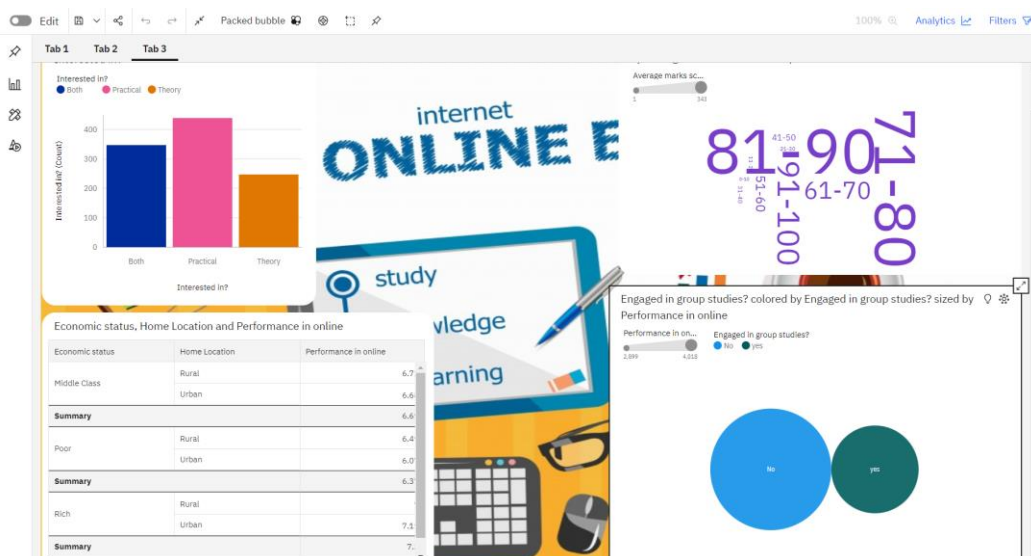 Edit
Packed bubble
100%
Analytics
Filters
Tab 1
Tab 2
Tab 3
Interested in?
Both
Practical
Theory
400
300
200
100
0
Interested in? (Count)
Both
Practical
Theory
Interested in?
internet
ONLINE E
study
wledge
arning
Average marks sc...
1
343
81-90
71-80
41-50
91-100
61-70
51-60
Economic status, Home Location and Performance in online
Economic status
Home Location
Performance in online
Middle Class
Rural
6.7
Urban
6.6
Summary
6.6
Poor
Rural
6.4
Urban
6.0
Summary
6.3
Rich
Rural
Urban
7.1
Summary
7.
Engaged in group studies? colored by Engaged in group studies? sized by
Performance in online
Performance in on...
2,899
4,018
Engaged in group studies?
No
yes
No
yes